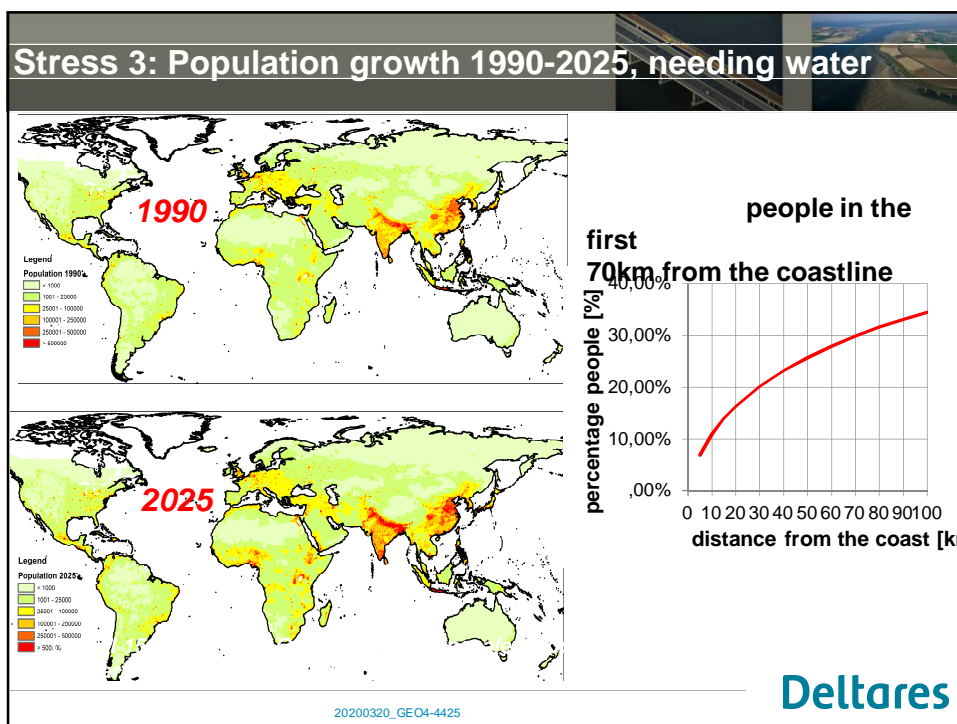 Stress 3: Population growth 1990-2025, needing water
1990
Legend
Population 1990
< 1000
1001 - 25000
25001 - 100000
100001 - 250000
250001 - 500000
> 500000
2025
Legend
Population 2025
< 1000
1001 - 25000
25001 - 100000
100001 - 250000
250001 - 500000
people in the
first
70km from the coastline
percentage people [%]
40,00%
30,00%
20,00%
10,00%
,00%
0 10 20 30 40 50 60 70 80 90 100
distance from the coast [k
20200320_GEO4-4425
Deltares